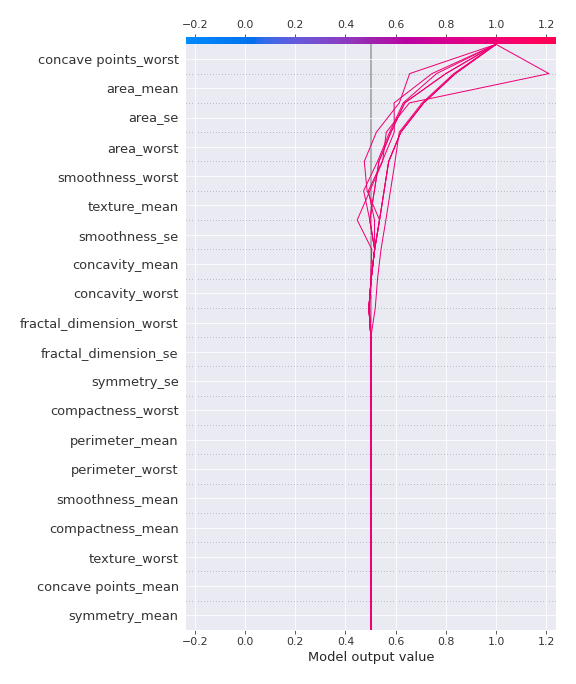 −0.2 0.0 0.2 0.4 0.6 0.8 1.0 1.2
concave points_worst
area_mean
area_se
area_worst
smoothness_worst
texture_mean
smoothness_se
concavity_mean
concavity_worst
fractal_dimension_worst
fractal_dimension_se
symmetry_se
compactness_worst
perimeter_mean
perimeter_worst
smoothness_mean
compactness_mean
texture_worst
concave points_mean
symmetry_mean
−0.2 0.0 0.2 0.4 0.6 0.8 1.0 1.2
Model output value